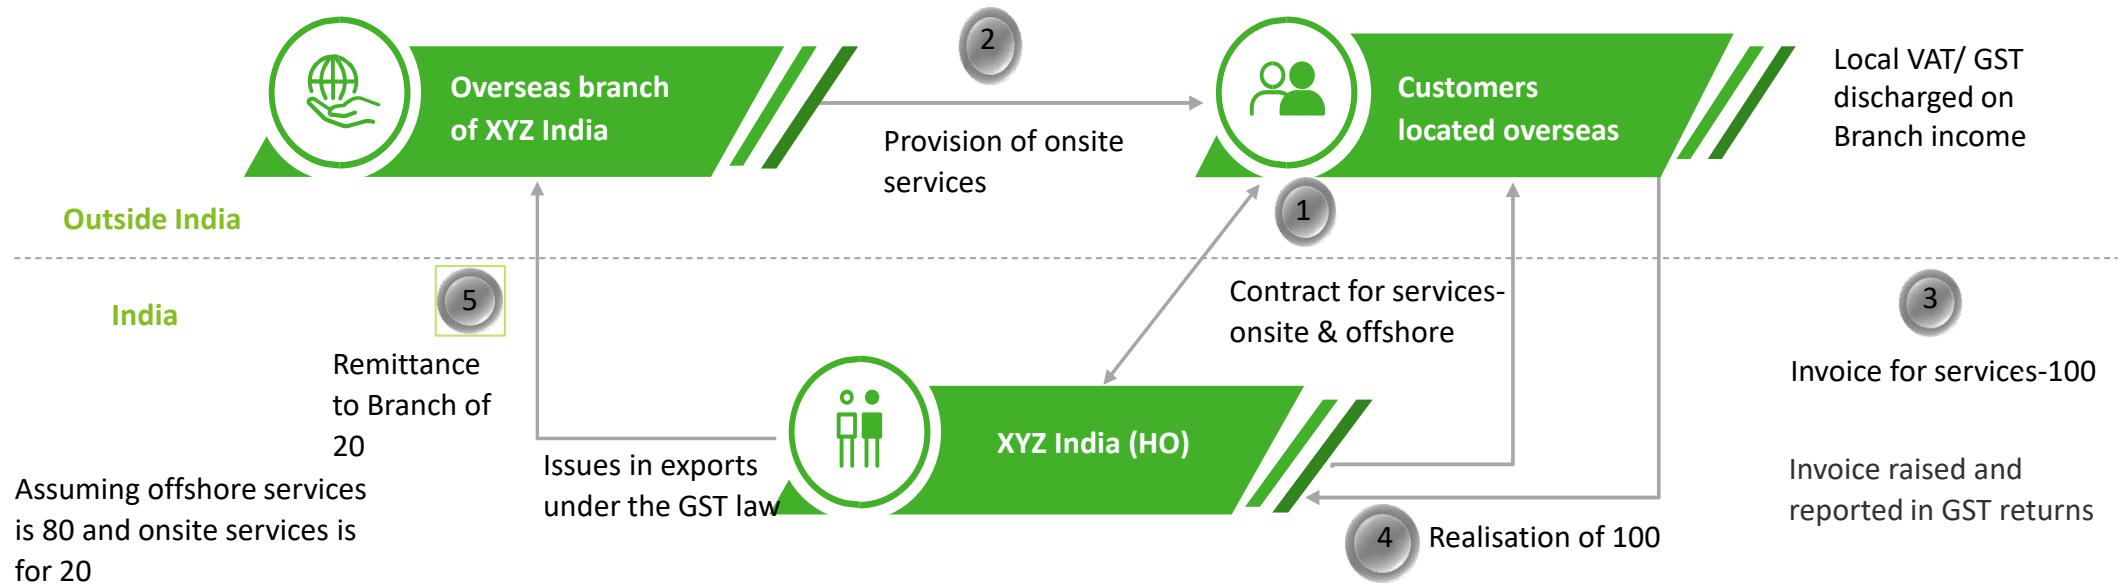 2
Overseas branch
of XYZ India
Customers
located overseas
Local VAT/ GST
discharged on
Branch income
Provision of onsite
services
1
Outside India
India
5
Contract for services-
onsite & offshore
3
Remittance
to Branch of
20
Invoice for services-100
XYZ India (HO)
Issues in exports
under the GST law
Invoice raised and
reported in GST returns
Assuming offshore services
is 80 and onsite services is
for 20
4
Realisation of 100